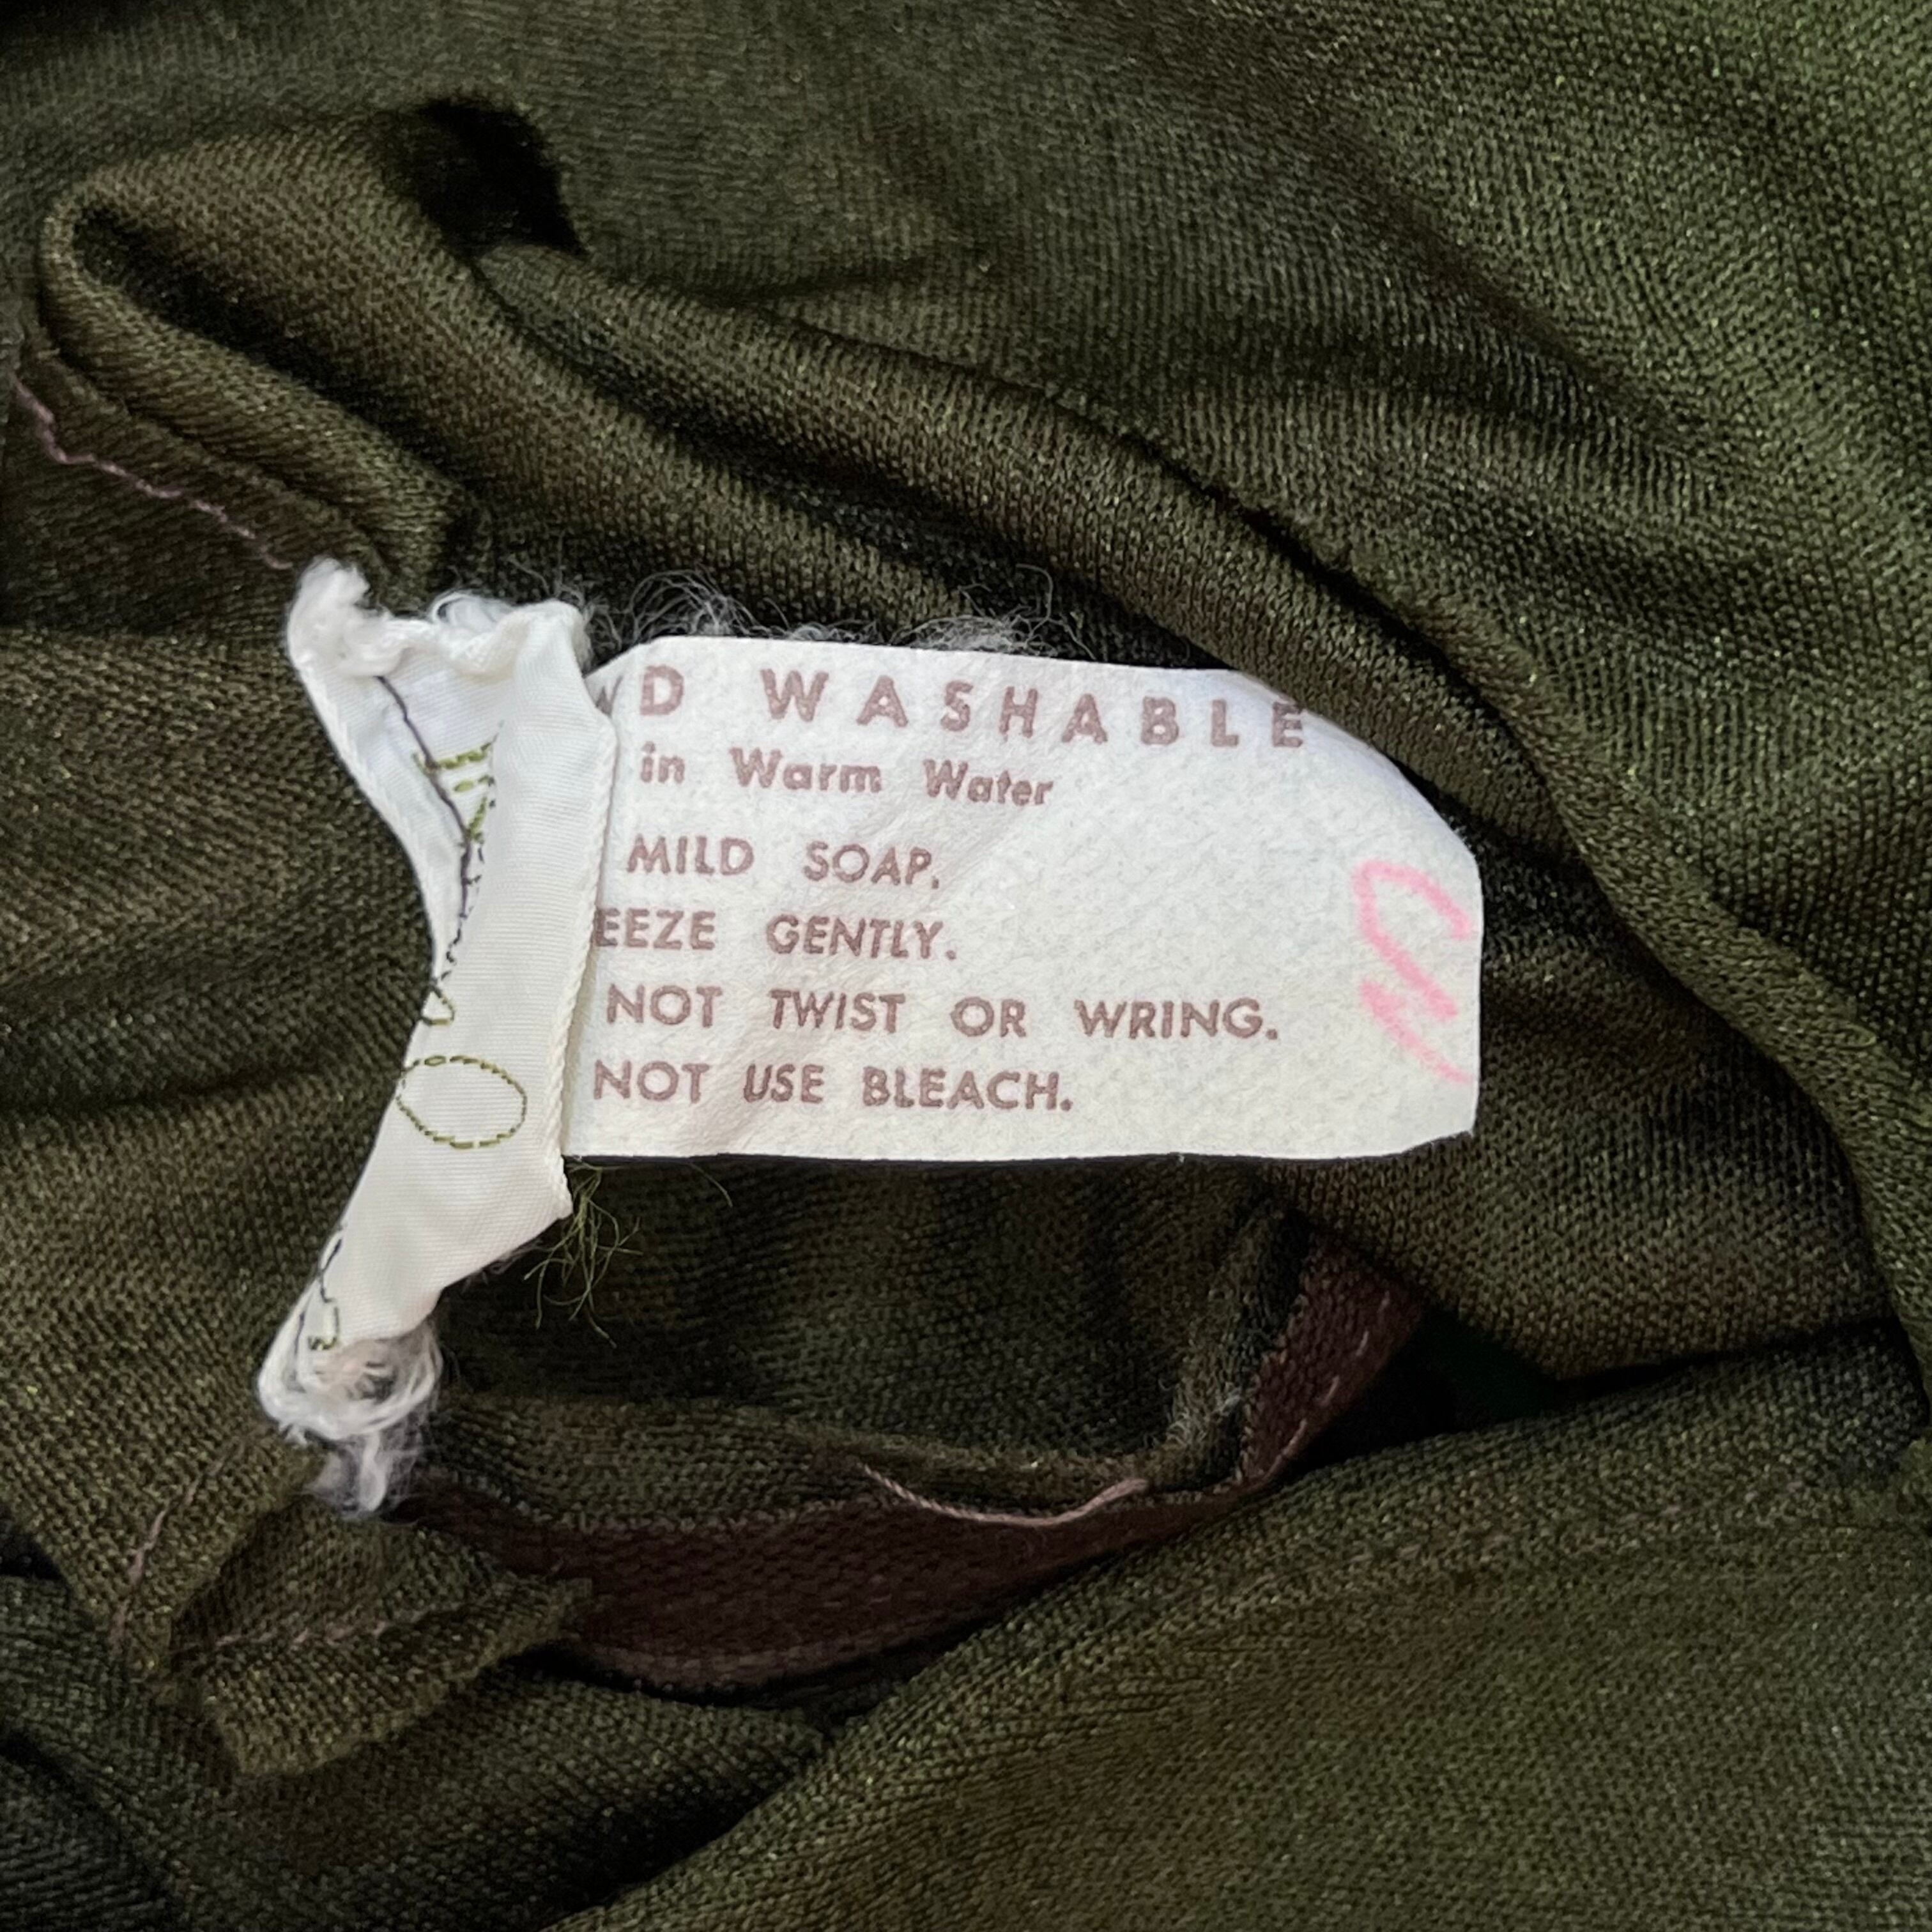 D WASHABLE
in Warm Water
MILD SOAP.
EEZE GENTLY.
NOT TWIST OR WRING.
NOT USE BLEACH.